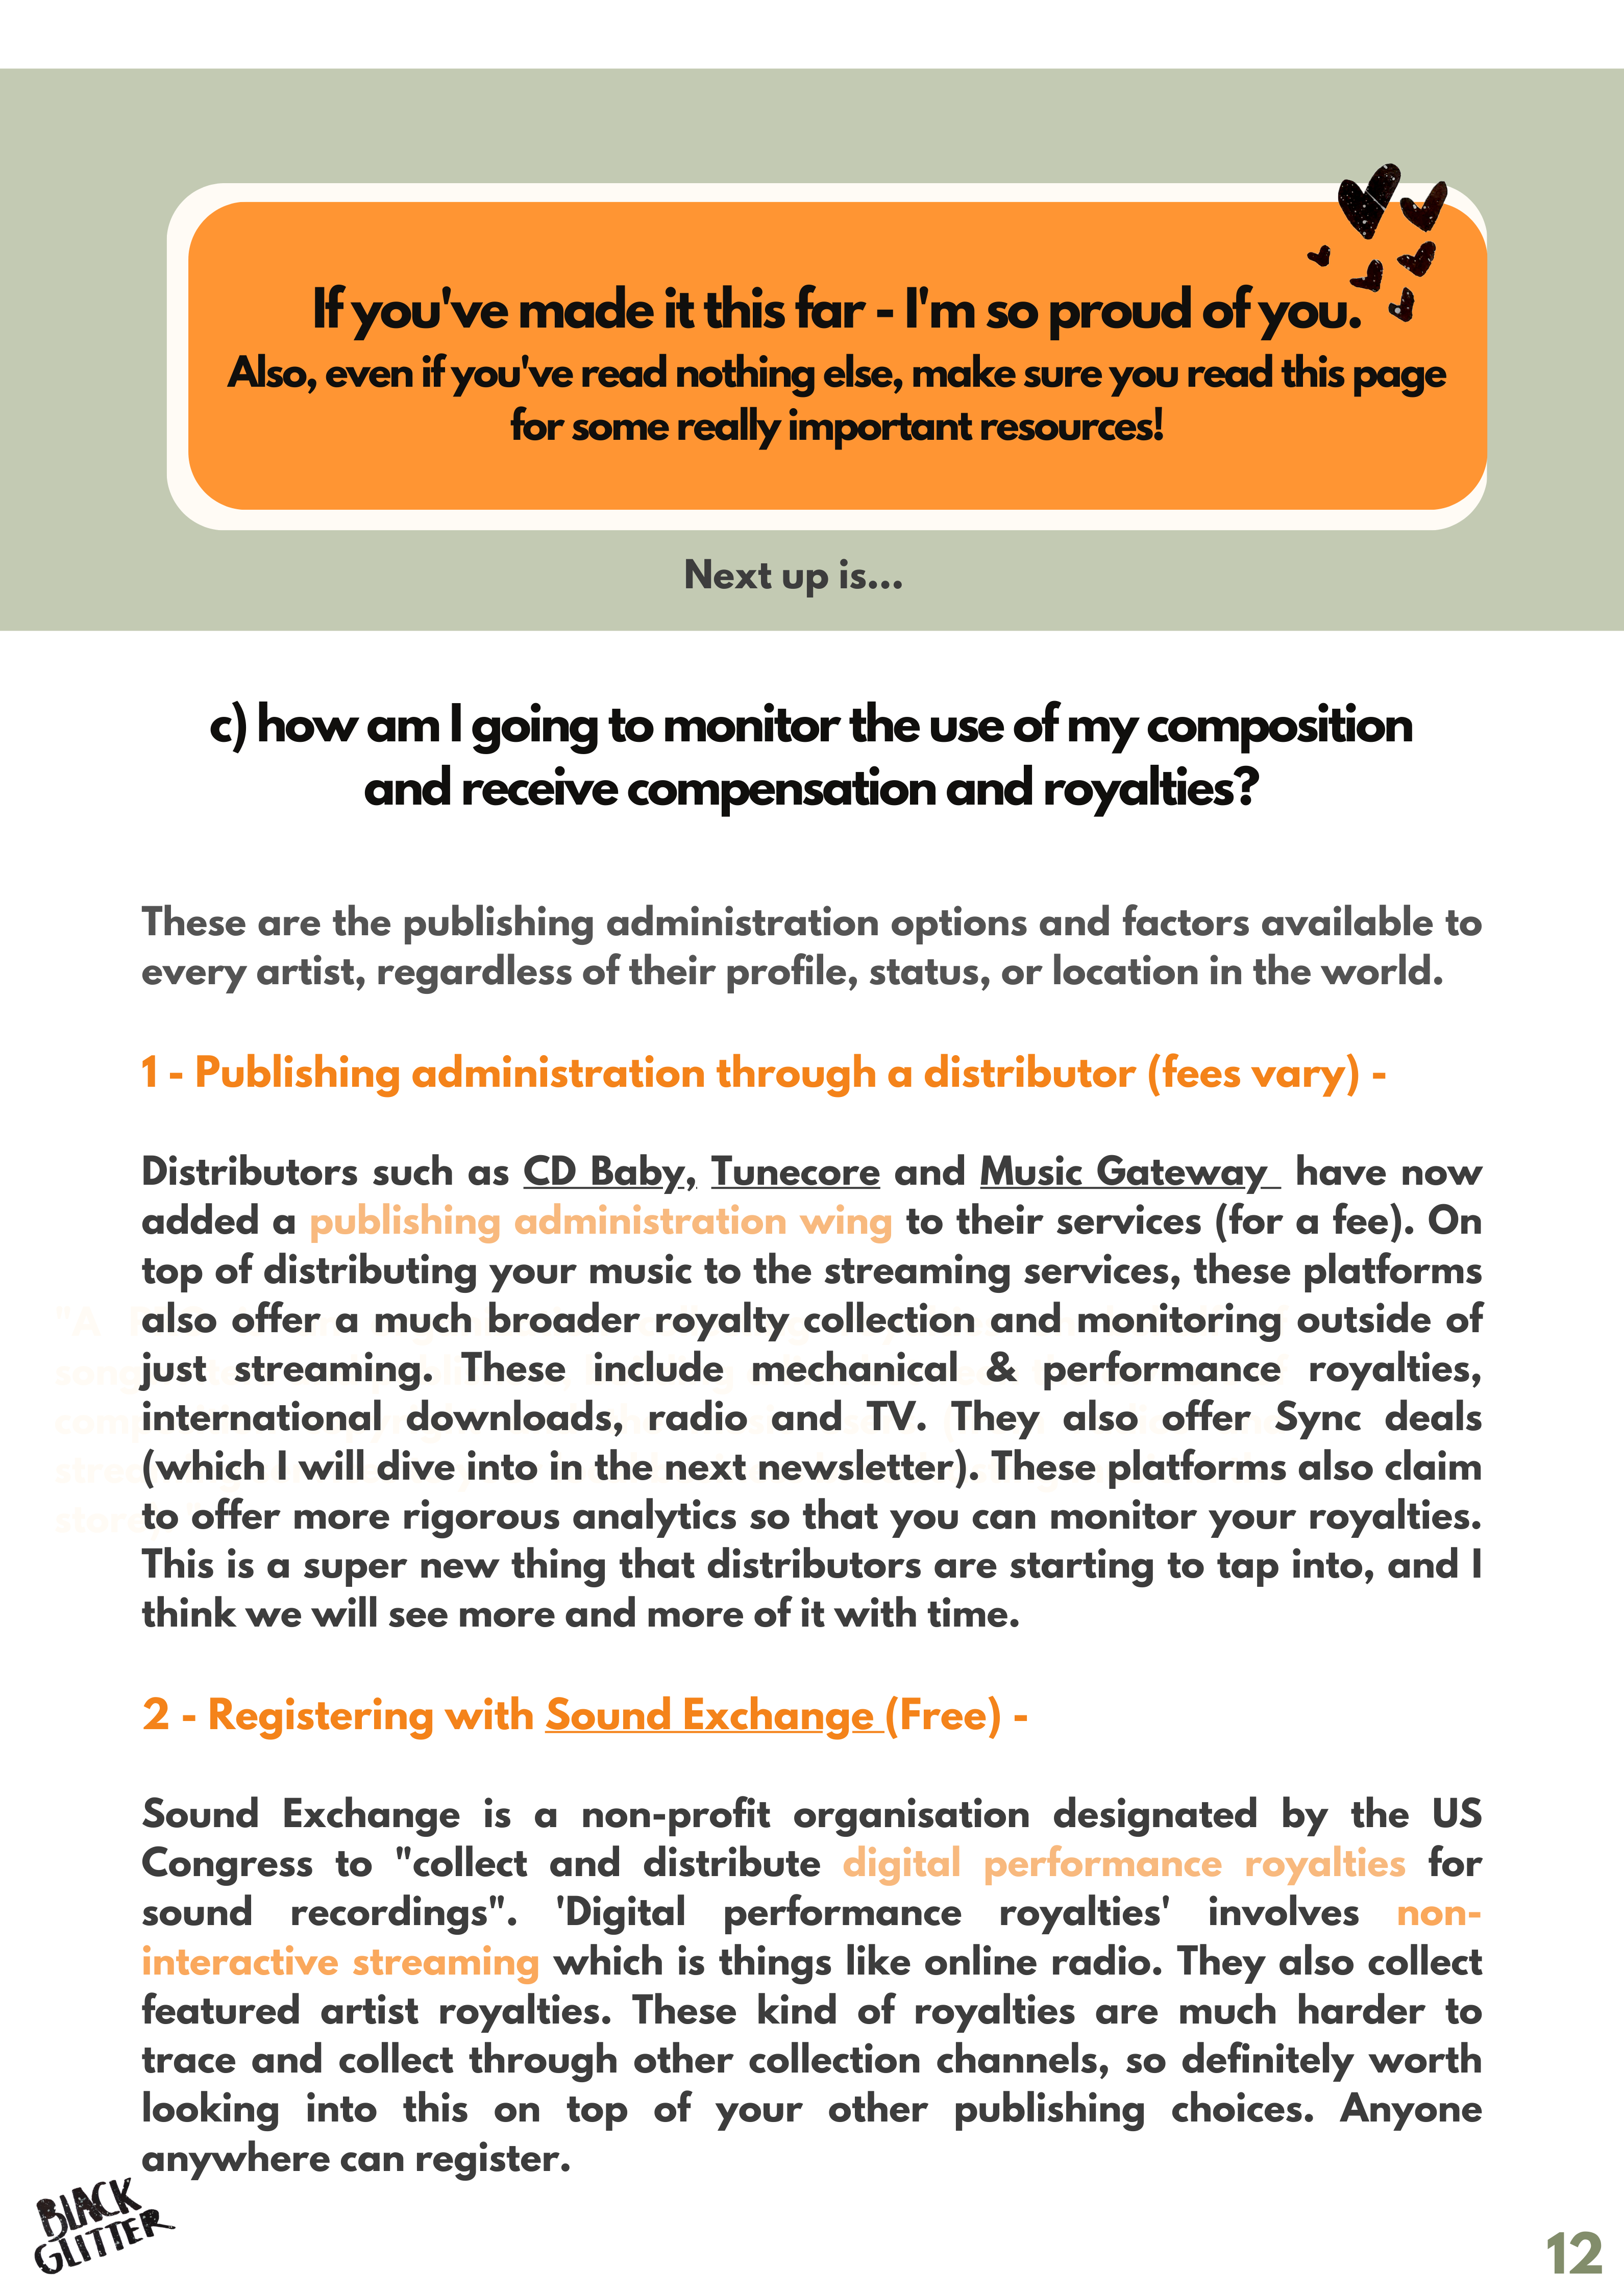 If you've made it this far - I'm so proud of you.
Also, even if you've read nothing else, make sure you read this page
for some really important resources!
Next up is...
c) how am I going to monitor the use of my composition
and receive compensation and royalties?
These are the publishing administration options and factors available to
every artist, regardless of their profile, status, or location in the world.
1 - Publishing administration through a distributor (fees vary) -
Distributors such as CD Baby, Tunecore and Music Gateway have now
added a publishing administration wing to their services (for a fee). On
top of distributing your music to the streaming services, these platforms
also offer a much broader royalty collection and monitoring outside of
just streaming. These include mechanical & performance royalties,
international downloads, radio and TV. They also offer Sync deals
(which I will dive into in the next newsletter). These platforms also claim
to offer more rigorous analytics so that you can monitor your royalties.
This is a super new thing that distributors are starting to tap into, and I
think we will see more and more of it with time.
2 - Registering with Sound Exchange (Free) -
Sound Exchange is a non-profit organisation designated by the US
Congress to "collect and distribute digital performance royalties for
sound recordings". 'Digital performance royalties' involves non-
interactive streaming which is things like online radio. They also collect
featured artist royalties. These kind of royalties are much harder to
trace and collect through other collection channels, so definitely worth
looking into this on top of your other publishing choices. Anyone
anywhere can register.
BLACK
GLITTER
12